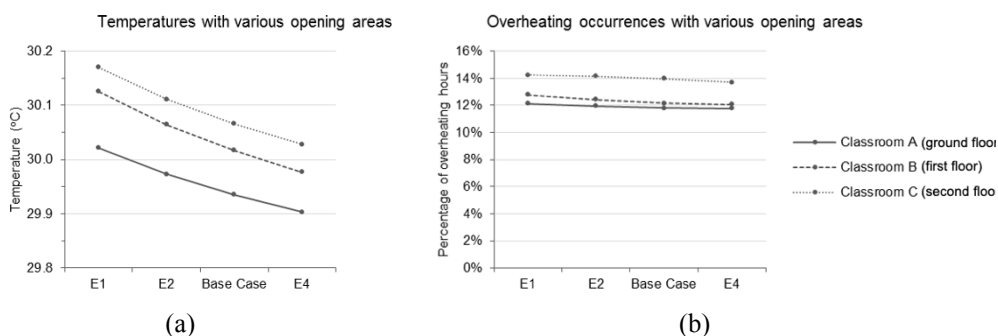 Temperatures with various opening areas
30.2
30.1
30.0
29.9
29.8
Temperature (°C)
E1 E2 Base Case E4
(a)
Overheating occurrences with various opening areas
16%
14%
12%
10%
8%
6%
4%
2%
0%
Percentage of overheating hours
E1 E2 Base Case E4
(b)
Classroom A (ground floor
Classroom B (first floor)
Classroom C (second floo